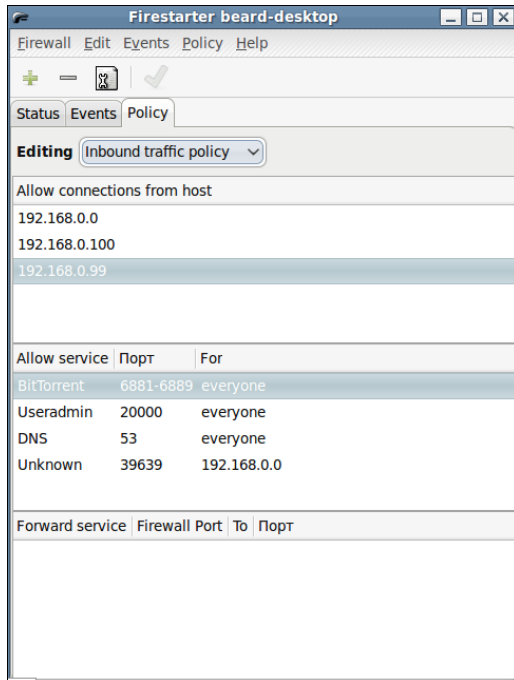 Firestarter beard-desktop
Firewall Edit Events Policy Help
Status Events Policy
Editing Inbound traffic policy
Allow connections from host
192.168.0.0
192.168.0.100
192.168.0.99
Allow service Порт For
BitTorrent 6881-6889 everyone
Useradmin 20000 everyone
DNS 53 everyone
Unknown 39639 192.168.0.0
Forward service Firewall Port To Порт